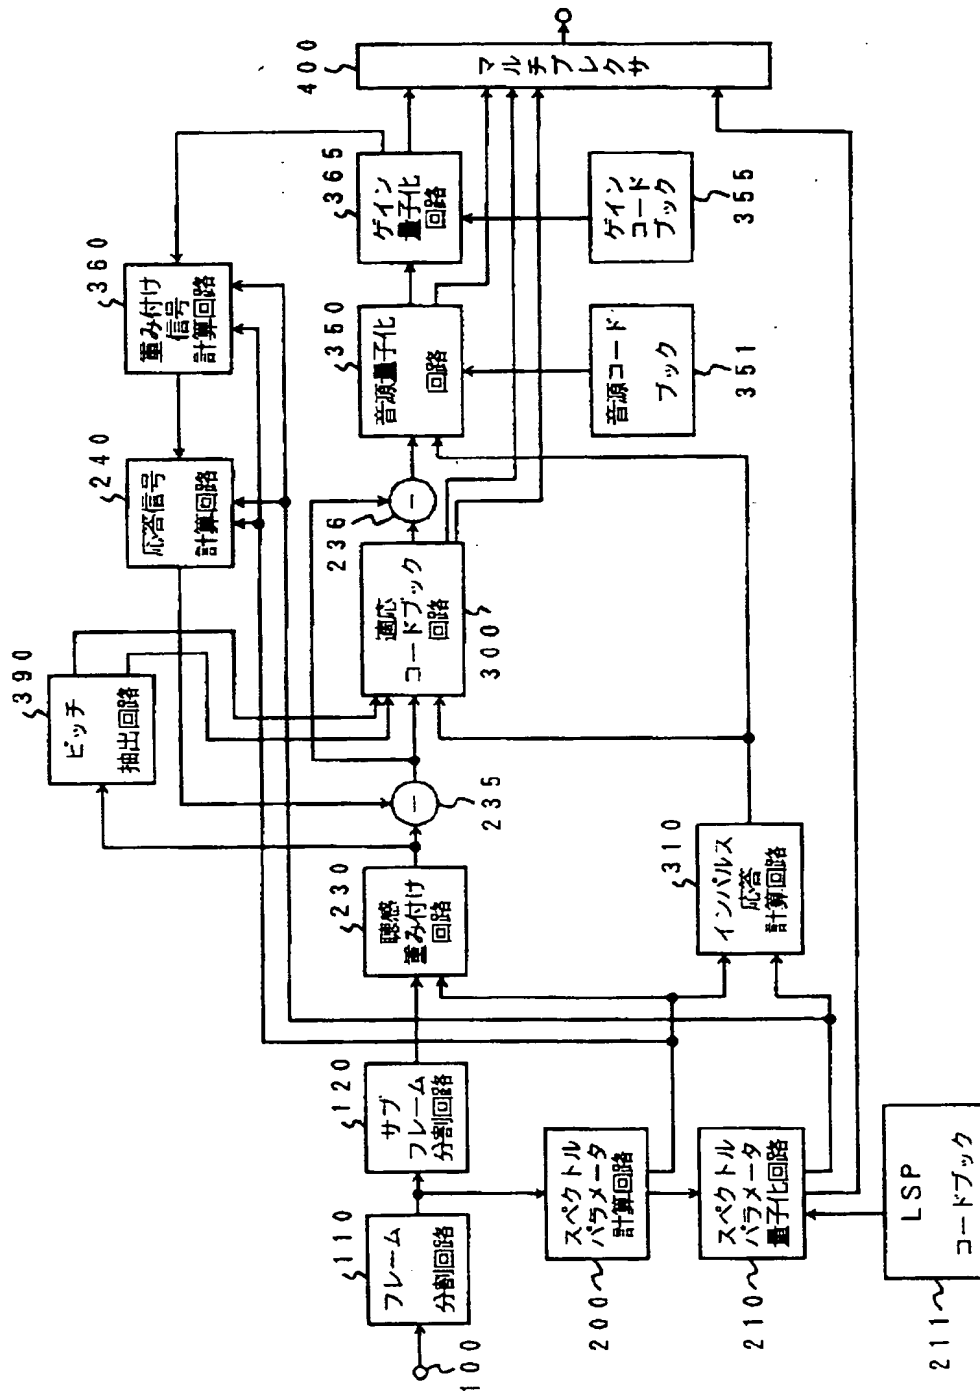 100
110
フレーム
分割回路
120
サブ
フレーム
分割回路
200
スペクトル
パラメータ
計算回路
210
スペクトル
パラメータ
量子化回路
211
LSP
コードブック
230
聴感
重み付け
回路
235
−
390
ピッチ
抽出回路
310
インパルス
応答
計算回路
300
適応
コードブック
回路
236
−
240
応答信号
計算回路
360
重み付け
信号
計算回路
350
音源量子化
回路
351
音源コード
ブック
365
ゲイン
量子化
回路
355
ゲイン
コード
ブック
400
マルチプレクサ